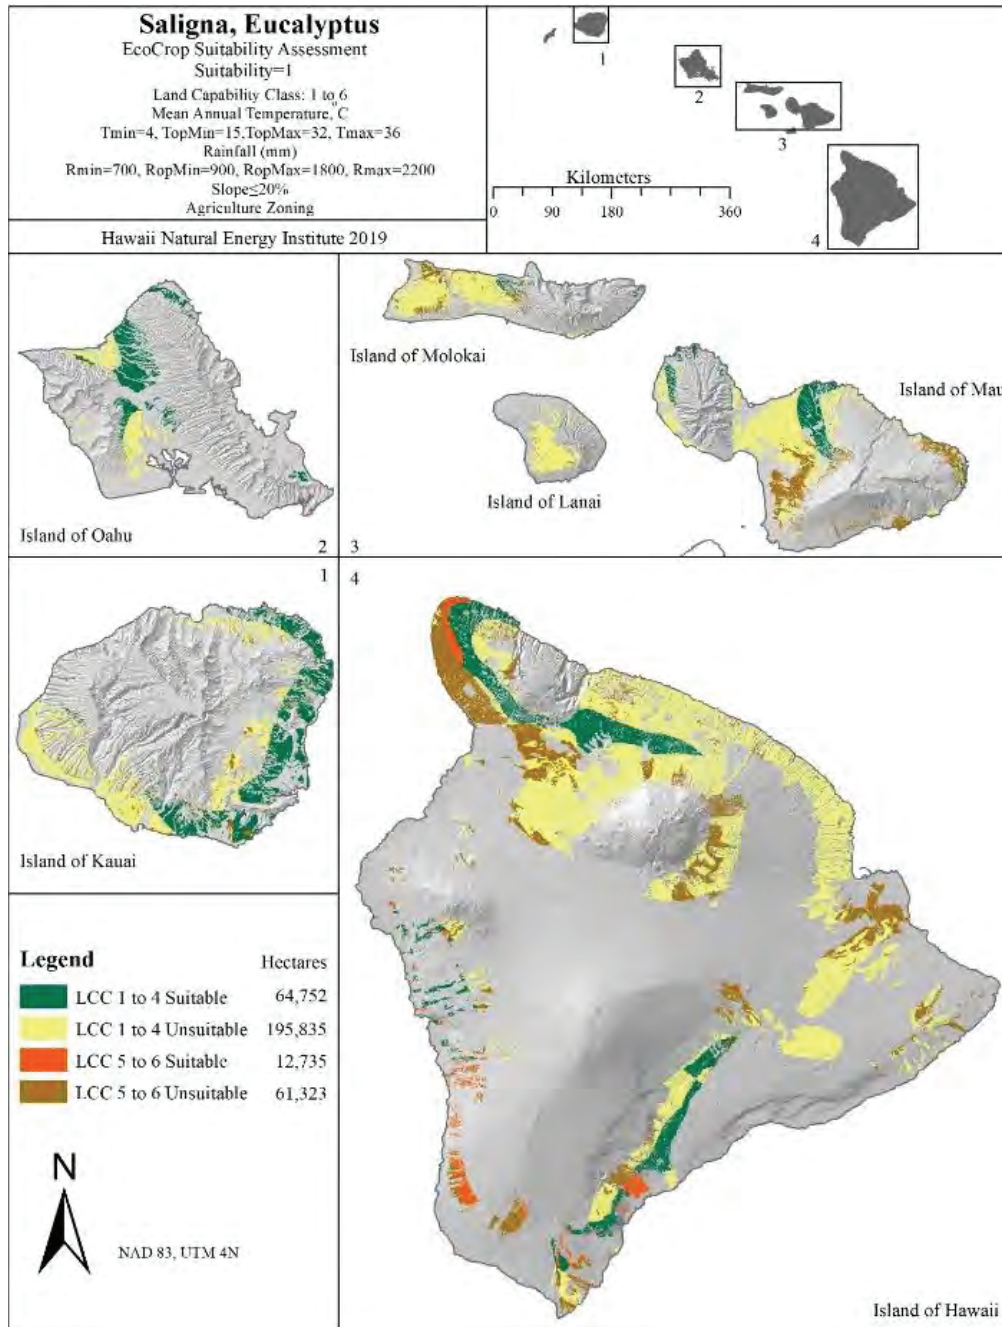 Saligna, Eucalyptus
EcoCrop Suitability Assessment
Suitability=1
Land Capability Class: 1 to 6
Mean Annual Temperature, °C
Tmin=4, TopMin=15,TopMax=32, Tmax=36
Rainfall (mm)
Rmin=700, RopMin=900, RopMax=1800, Rmax=2200
Slope≤20%
Agriculture Zoning
Hawaii Natural Energy Institute 2019
1
2
3
4
Kilometers
0 90 180 360
Island of Oahu
2
Island of Molokai
Island of Mau
Island of Lanai
3
1
Island of Kauai
4
Island of Hawaii
Legend Hectares
LCC 1 to 4 Suitable 64,752
LCC 1 to 4 Unsuitable 195,835
LCC 5 to 6 Suitable 12,735
LCC 5 to 6 Unsuitable 61,323
N
NAD 83, UTM 4N